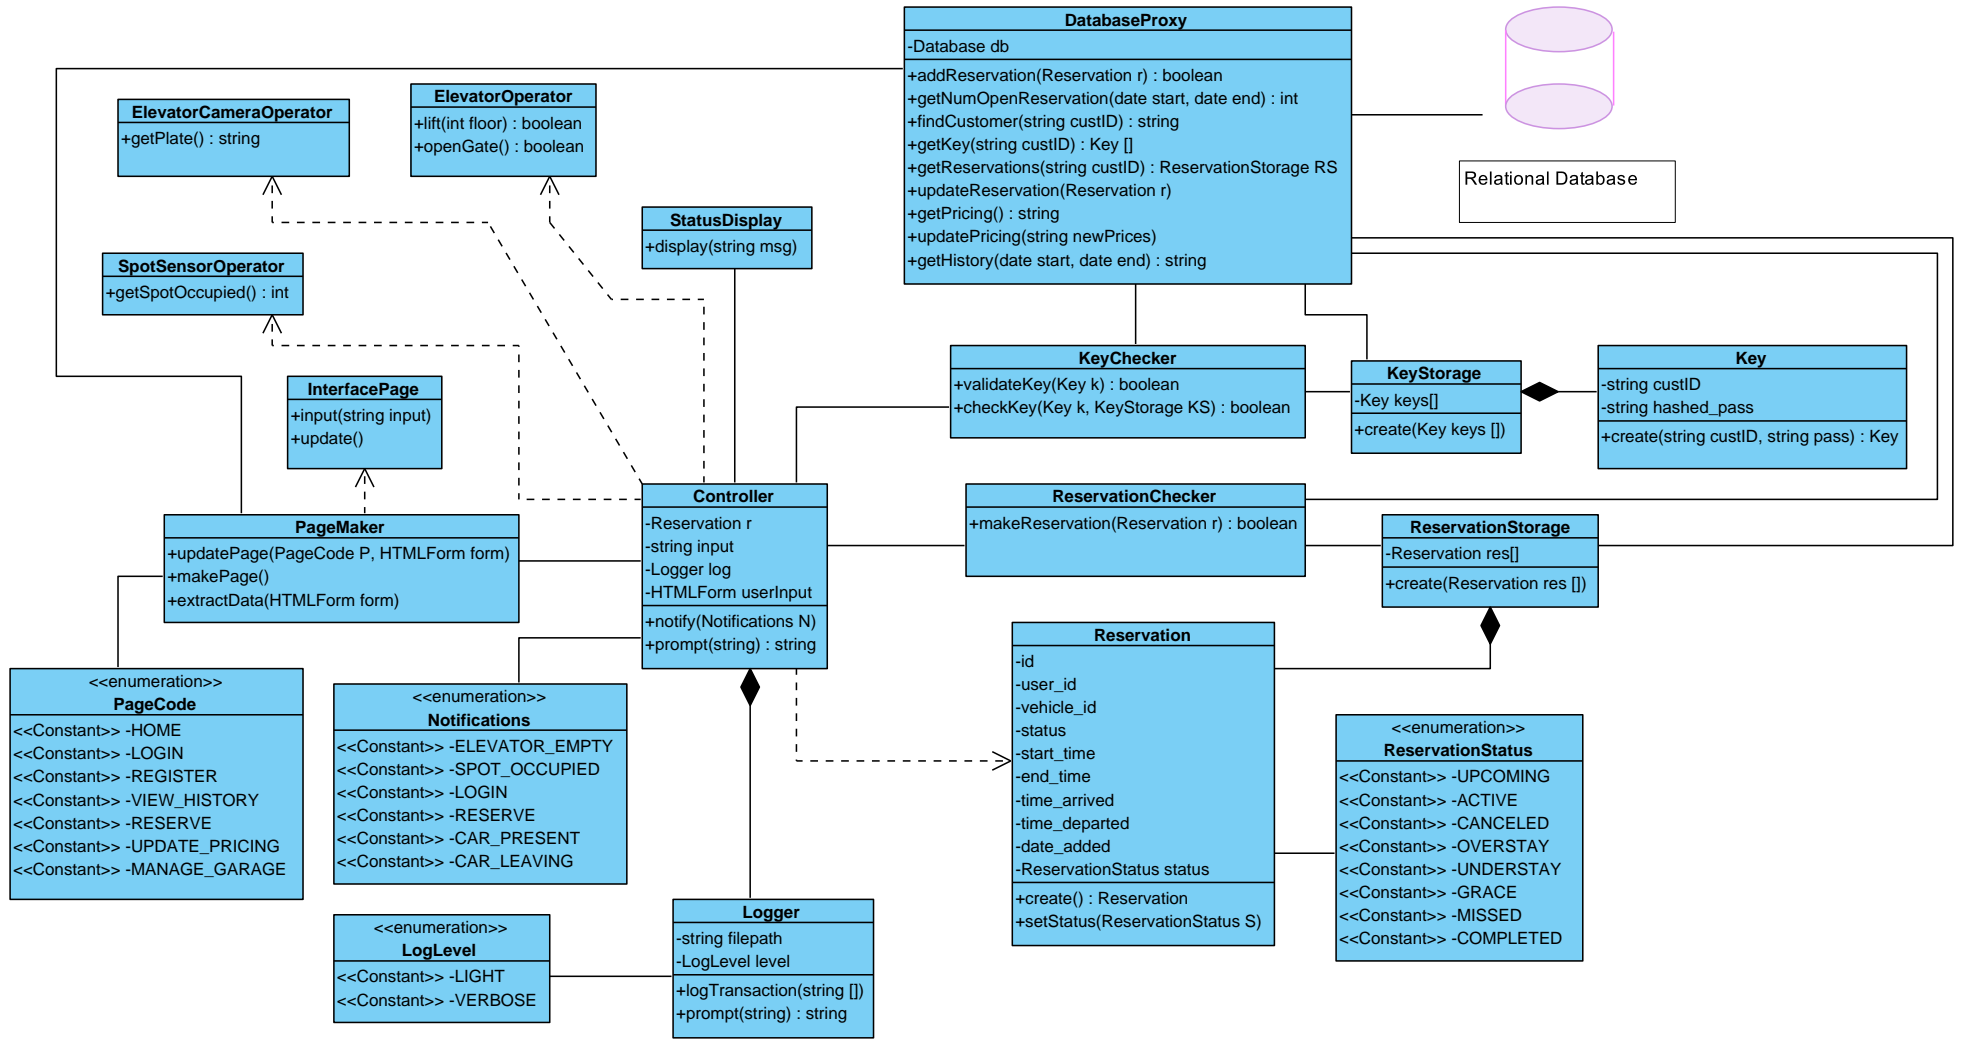 DatabaseProxy
-Database db
+addReservation(Reservation r) : boolean
+getNumOpenReservation(date start, date end) : int
+findCustomer(string custID) : string
+getKey(string custID) : Key []
+getReservations(string custID) : ReservationStorage RS
+updateReservation(Reservation r)
+getPricing() : string
+updatePricing(string newPrices)
+getHistory(date start, date end) : string
Relational Database
ElevatorCameraOperator
+getPlate() : string
ElevatorOperator
+lift(int floor) : boolean
+openGate() : boolean
StatusDisplay
+display(string msg)
SpotSensorOperator
+getSpotOccupied() : int
InterfacePage
+input(string input)
+update()
KeyChecker
+validateKey(Key k) : boolean
+checkKey(Key k, KeyStorage KS) : boolean
KeyStorage
-Key keys[]
+create(Key keys [])
Key
-string custID
-string hashed_pass
+create(string custID, string pass) : Key
PageMaker
+updatePage(PageCode P, HTMLForm form)
+makePage()
+extractData(HTMLForm form)
Controller
-Reservation r
-string input
-Logger log
-HTMLForm userInput
+notify(Notifications N)
+prompt(string) : string
ReservationChecker
+makeReservation(Reservation r) : boolean
ReservationStorage
-Reservation res[]
+create(Reservation res [])
<<enumeration>>
PageCode
<<Constant>> -HOME
<<Constant>> -LOGIN
<<Constant>> -REGISTER
<<Constant>> -VIEW_HISTORY
<<Constant>> -RESERVE
<<Constant>> -UPDATE_PRICING
<<Constant>> -MANAGE_GARAGE
<<enumeration>>
Notifications
<<Constant>> -ELEVATOR_EMPTY
<<Constant>> -SPOT_OCCUPIED
<<Constant>> -LOGIN
<<Constant>> -RESERVE
<<Constant>> -CAR_PRESENT
<<Constant>> -CAR_LEAVING
Reservation
-id
-user_id
-vehicle_id
-status
-start_time
-end_time
-time_arrived
-time_departed
-date_added
-ReservationStatus status
+create() : Reservation
+setStatus(ReservationStatus S)
<<enumeration>>
ReservationStatus
<<Constant>> -UPCOMING
<<Constant>> -ACTIVE
<<Constant>> -CANCELED
<<Constant>> -OVERSTAY
<<Constant>> -UNDERSTAY
<<Constant>> -GRACE
<<Constant>> -MISSED
<<Constant>> -COMPLETED
<<enumeration>>
LogLevel
<<Constant>> -LIGHT
<<Constant>> -VERBOSE
Logger
-string filepath
-LogLevel level
+logTransaction(string [])
+prompt(string) : string